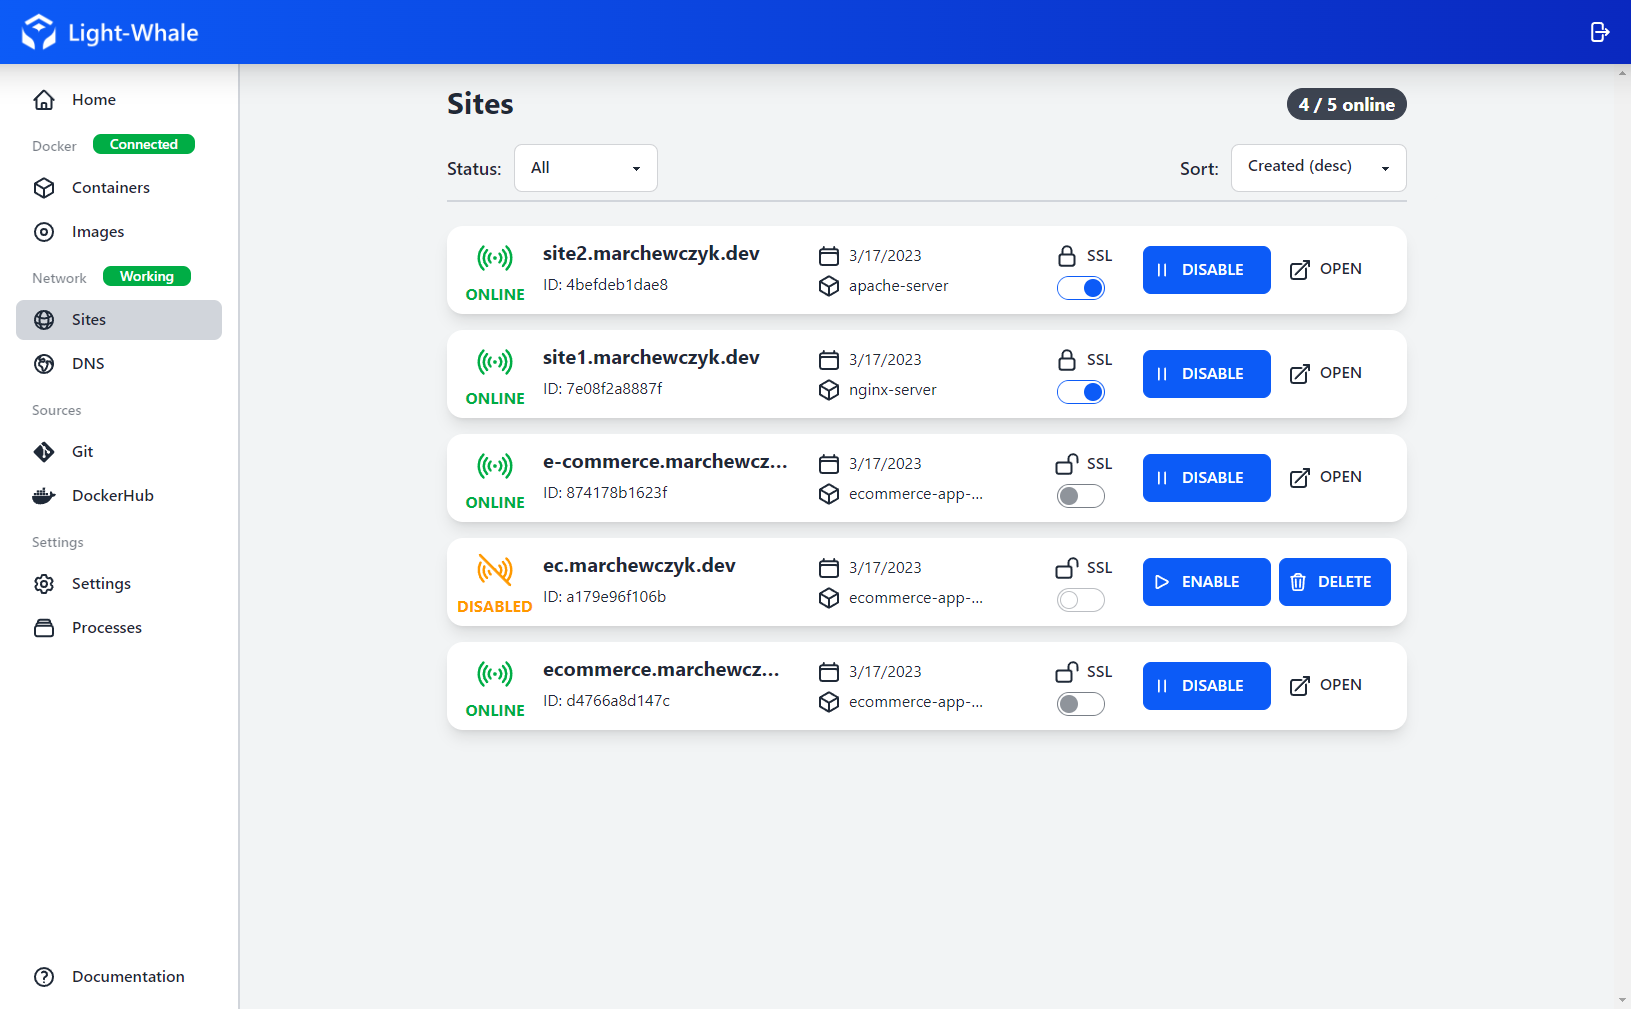 Light-Whale
Home
Docker Connected
Containers
Images
Network Working
Sites
DNS
Sources
Git
DockerHub
Settings
Settings
Processes
Documentation
Sites 4 / 5 online
Status: All Sort: Created (desc)
site2.marchewczyk.dev 3/17/2023 SSL DISABLE OPEN
ONLINE ID: 4befdeb1dae8 apache-server
site1.marchewczyk.dev 3/17/2023 SSL DISABLE OPEN
ONLINE ID: 7e08f2a8887f nginx-server
e-commerce.marchewcz... 3/17/2023 SSL DISABLE OPEN
ONLINE ID: 874178b1623f ecommerce-app-...
ec.marchewczyk.dev 3/17/2023 SSL ENABLE DELETE
DISABLED ID: a179e96f106b ecommerce-app-...
ecommerce.marchewcz... 3/17/2023 SSL DISABLE OPEN
ONLINE ID: d4766a8d147c ecommerce-app-...